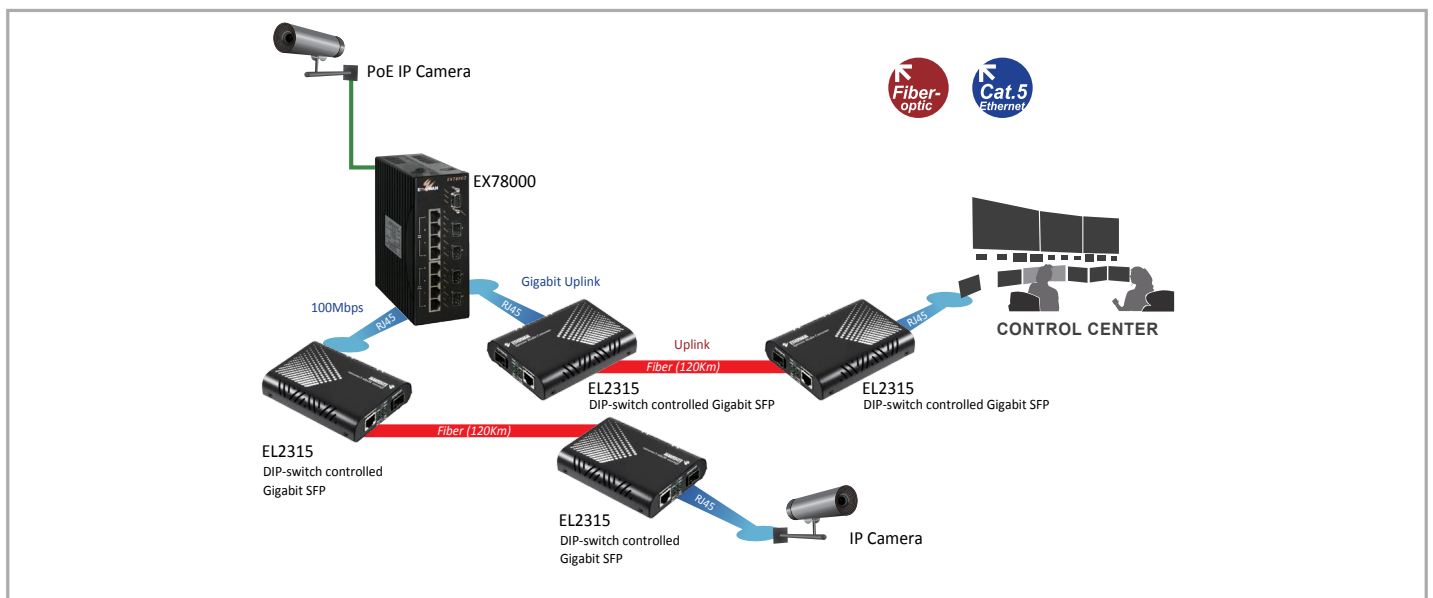 PoE IP Camera
Fiber-
optic
Cat.5
Ethernet
EX78000
Gigabit Uplink
100Mbps
RJ45
RJ45
RJ45
CONTROL CENTER
Uplink
Fiber (120Km)
EL2315
DIP-switch controlled Gigabit SFP
EL2315
DIP-switch controlled Gigabit SFP
Fiber (120Km)
EL2315
DIP-switch controlled
Gigabit SFP
RJ45
EL2315
DIP-switch controlled
Gigabit SFP
IP Camera